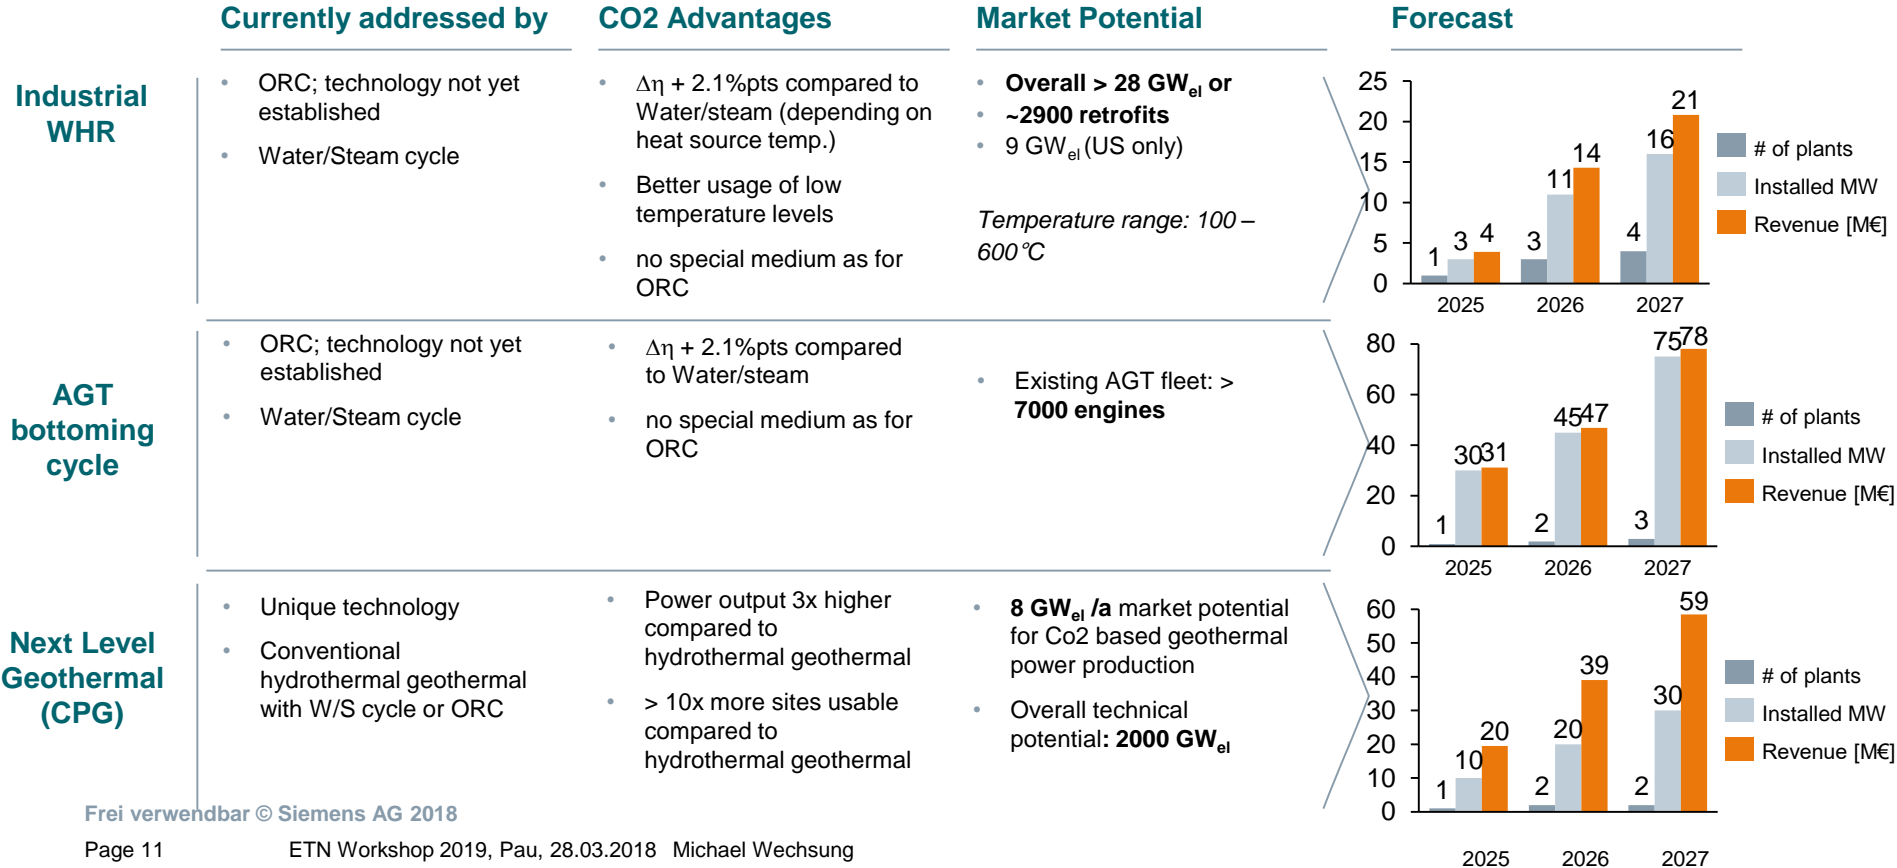 Currently addressed by
CO2 Advantages
Market Potential
Forecast
Industrial
WHR
• ORC; technology not yet
established
• Water/Steam cycle
• Δη + 2.1%pts compared to
Water/steam (depending on
heat source temp.)
• Better usage of low
temperature levels
• no special medium as for
ORC
• Overall > 28 GWel or
• ~2900 retrofits
• 9 GWel (US only)
Temperature range: 100 –
600°C
25
20
15
10
5
0
1 3 4
3 11 14
4 16 21
2025 2026 2027
# of plants
Installed MW
Revenue [M€]
AGT
bottoming
cycle
• ORC; technology not yet
established
• Water/Steam cycle
• Δη + 2.1%pts compared
to Water/steam
• no special medium as for
ORC
• Existing AGT fleet: >
7000 engines
80
60
40
20
0
1 30 31
2 45 47
3 75 78
2025 2026 2027
# of plants
Installed MW
Revenue [M€]
Next Level
Geothermal
(CPG)
• Unique technology
• Conventional
hydrothermal geothermal
with W/S cycle or ORC
• Power output 3x higher
compared to
hydrothermal geothermal
• > 10x more sites usable
compared to
hydrothermal geothermal
• 8 GWel /a market potential
for Co2 based geothermal
power production
• Overall technical
potential: 2000 GWel
60
50
40
30
20
10
0
1 10 20
2 20 39
2 30 59
2025 2026 2027
# of plants
Installed MW
Revenue [M€]
Frei verwendbar © Siemens AG 2018
Page 11 ETN Workshop 2019, Pau, 28.03.2018 Michael Wechsung